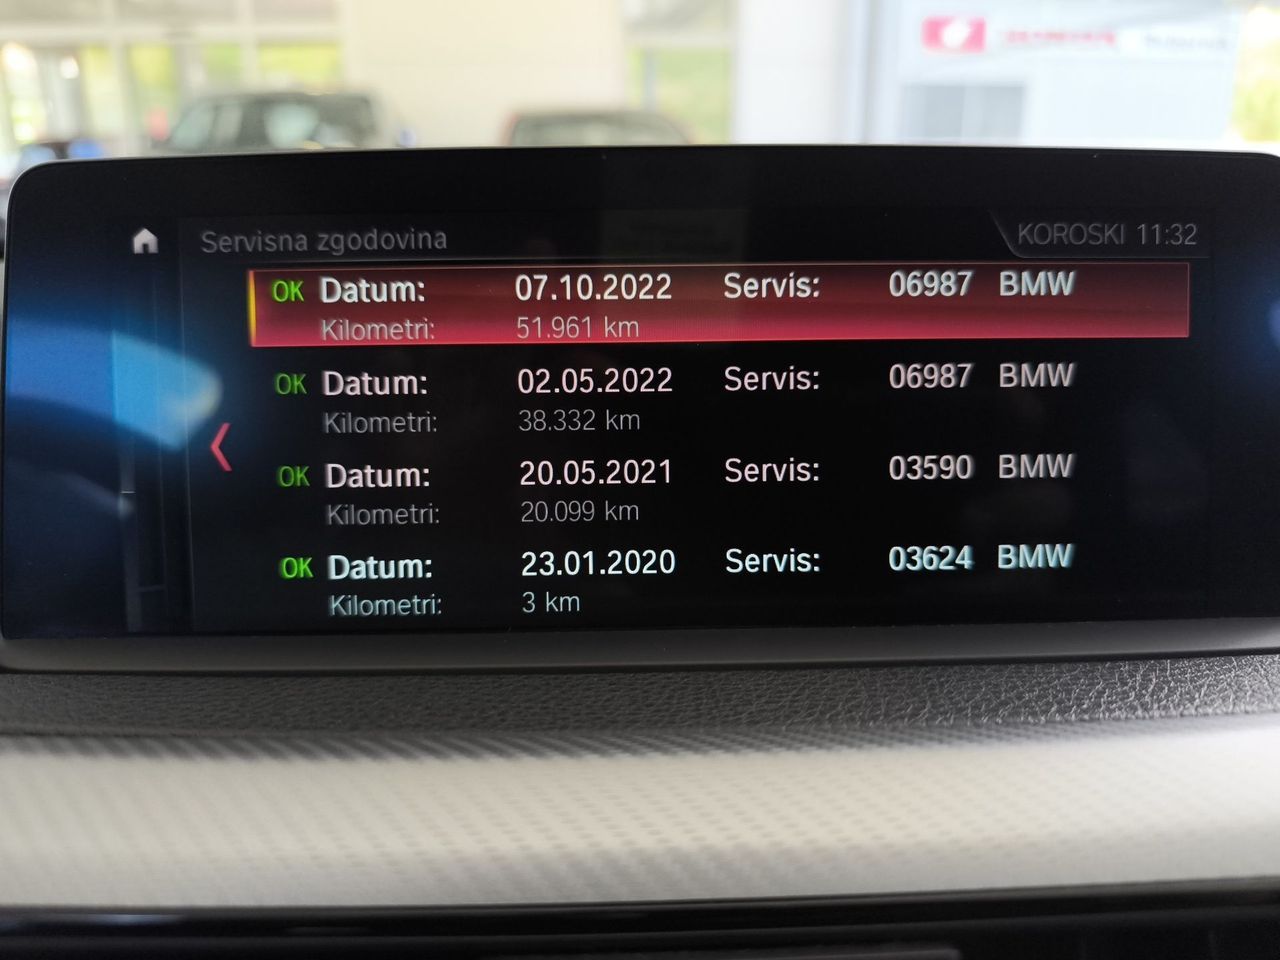 Servisna zgodovina
KOROSKI 11:32
OK Datum: 07.10.2022 Servis: 06987 BMW
Kilometri: 51.961 km
OK Datum: 02.05.2022 Servis: 06987 BMW
Kilometri: 38.332 km
OK Datum: 20.05.2021 Servis: 03590 BMW
Kilometri: 20.099 km
OK Datum: 23.01.2020 Servis: 03624 BMW
Kilometri: 3 km